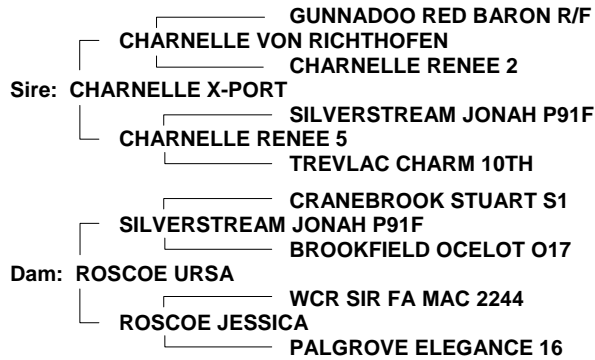 GUNNADOO RED BARON R/F
CHARNELLE VON RICHTHOFEN
CHARNELLE RENEE 2
Sire: CHARNELLE X-PORT
SILVERSTREAM JONAH P91F
CHARNELLE RENEE 5
TREVLAC CHARM 10TH
CRANEBROOK STUART S1
SILVERSTREAM JONAH P91F
BROOKFIELD OCELOT O17
Dam: ROSCOE URSA
WCR SIR FA MAC 2244
ROSCOE JESSICA
PALGROVE ELEGANCE 16